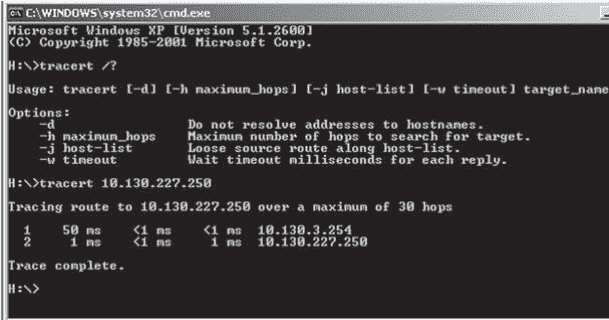 C:\WINDOWS\system32\cmd.exe
Microsoft Windows XP [Version 5.1.2600]
(C) Copyright 1985-2001 Microsoft Corp.
H:\>tracert /?
Usage: tracert [-d] [-h maximum_hops] [-j host-list] [-w timeout] target_name
Options:
-d Do not resolve addresses to hostnames.
-h maximum_hops Maximum number of hops to search for target.
-j host-list Loose source route along host-list.
-w timeout Wait timeout milliseconds for each reply.
H:\>tracert 10.130.227.250
Tracing route to 10.130.227.250 over a maximum of 30 hops
1 50 ms <1 ms <1 ms 10.130.3.254
2 1 ms <1 ms 1 ms 10.130.227.250
Trace complete.
H:\>